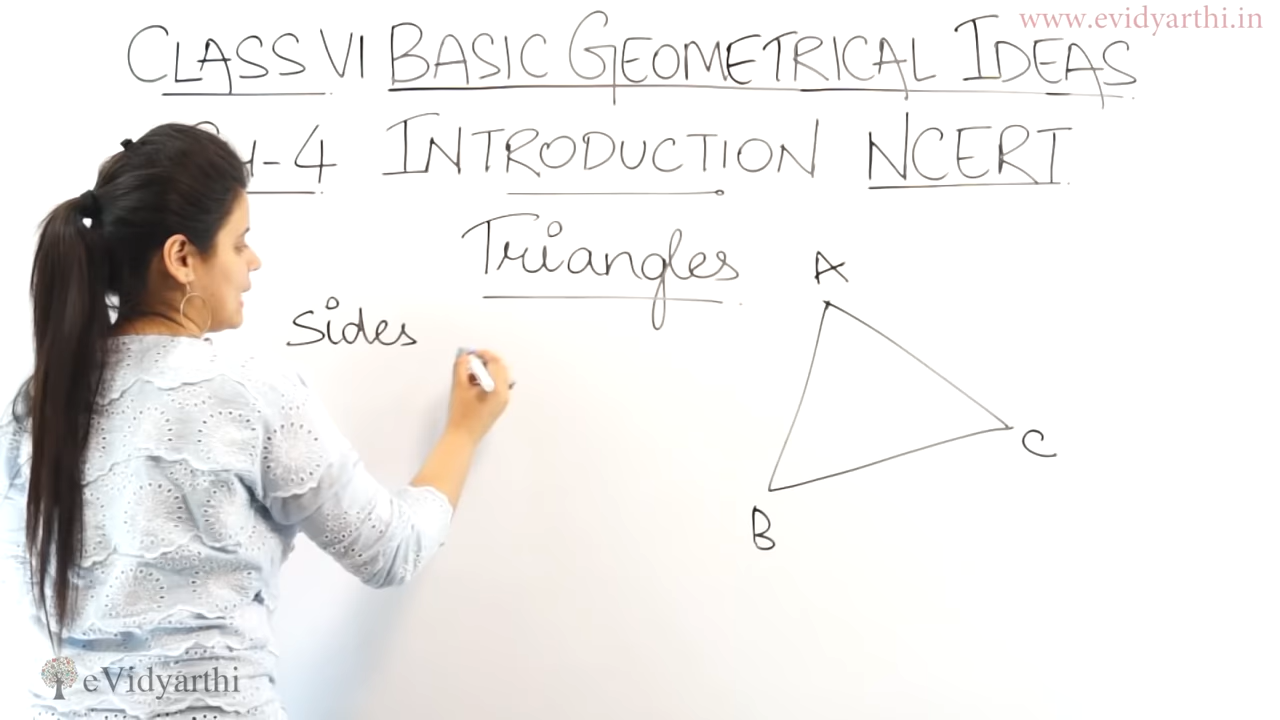 www.evidyarthi.in
CLASS VI BASIC GEOMETRICAL IDEAS
-4 INTRODUCTION NCERT
Triangles
A
Sides
C
B
eVidyarthi